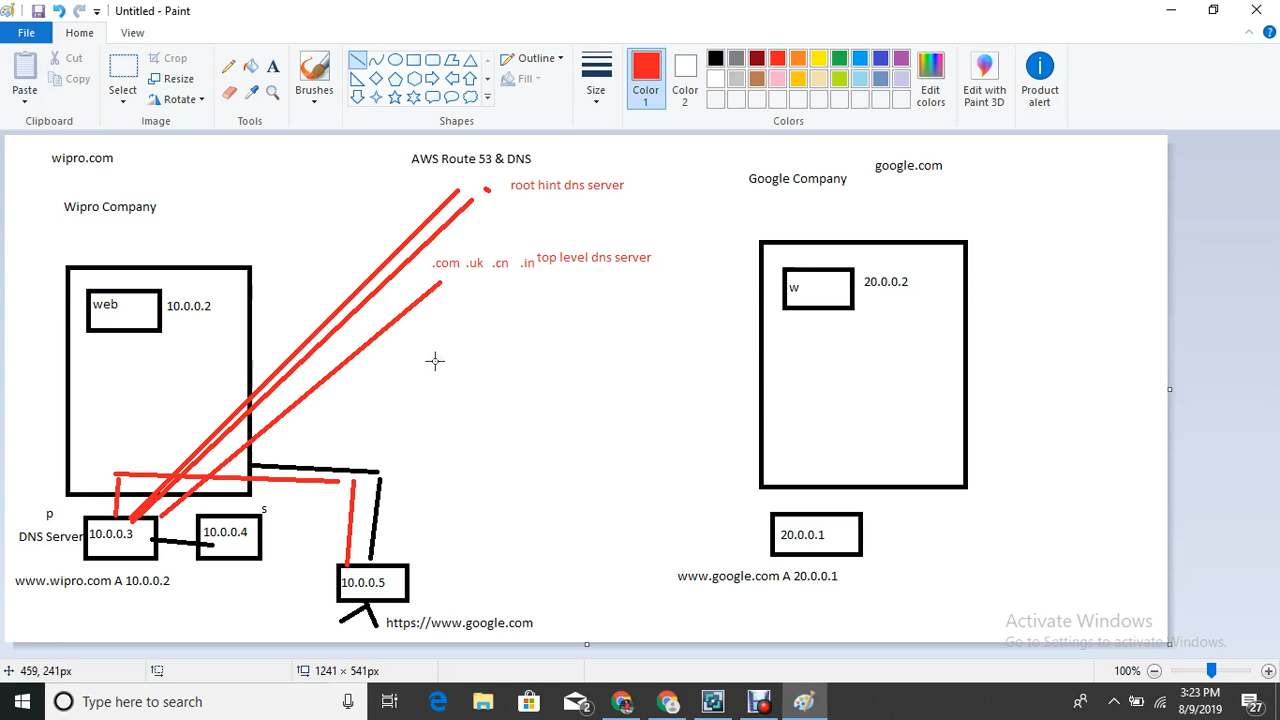 Untitled - Paint
File Home View
Paste
Cut
Copy
Clipboard
Select
Crop
Resize
Rotate
Image
A
Tools
Brushes
Outline
Fill
Shapes
Size
Color 1
Color 2
Edit colors
Colors
Edit with Paint 3D
Product alert
wipro.com
AWS Route 53 & DNS
google.com
Google Company
root hint dns server
Wipro Company
.com .uk .cn .in
top level dns server
web
10.0.0.2
w
20.0.0.2
p
s
DNS Server
10.0.0.3
10.0.0.4
20.0.0.1
www.wipro.com A 10.0.0.2
10.0.0.5
www.google.com A 20.0.0.1
https://www.google.com
Activate Windows
Go to Settings to activate Windows.
459, 241px
1241 × 541px
100%
Type here to search
2
3:23 PM
8/9/2019
27